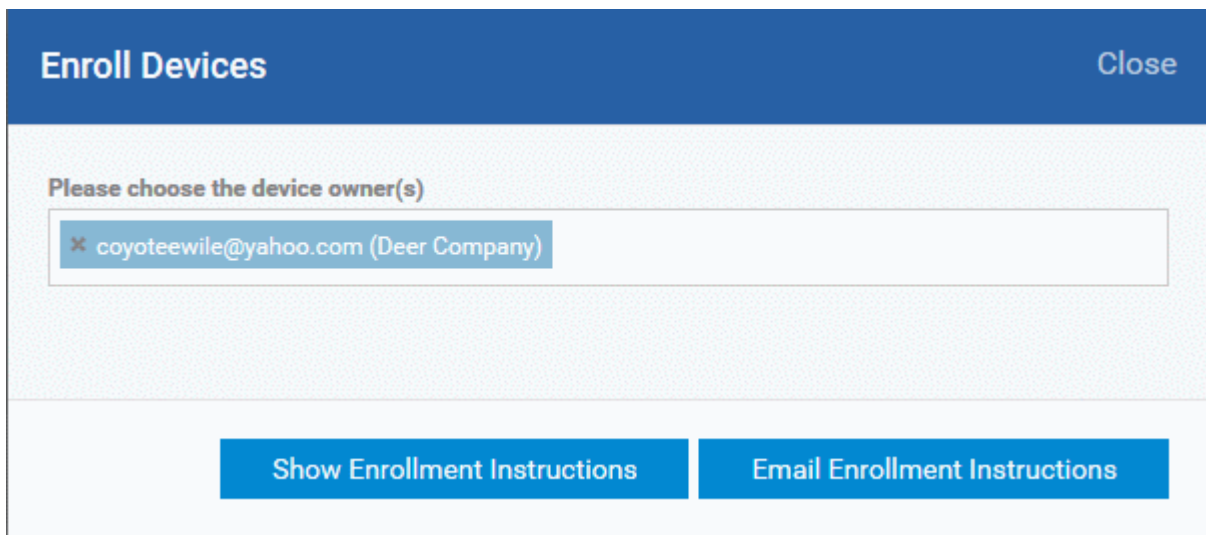 Enroll Devices
Close
Please choose the device owner(s)
✖ coyoteewile@yahoo.com (Deer Company)
Show Enrollment Instructions
Email Enrollment Instructions